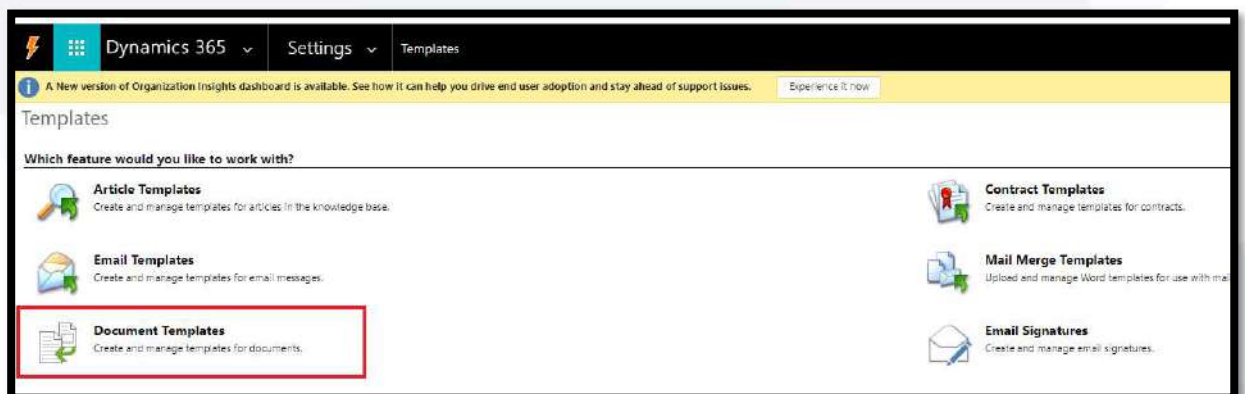 Dynamics 365 Settings Templates
A New version of Organization Insights dashboard is available. See how it can help you drive end user adoption and stay ahead of support issues. Experience it now
Templates
Which feature would you like to work with?
Article Templates
Create and manage templates for articles in the knowledge base.
Contract Templates
Create and manage templates for contracts.
Email Templates
Create and manage templates for email messages.
Mail Merge Templates
Upload and manage Word templates for use with mai
Document Templates
Create and manage templates for documents.
Email Signatures
Create and manage email signatures.